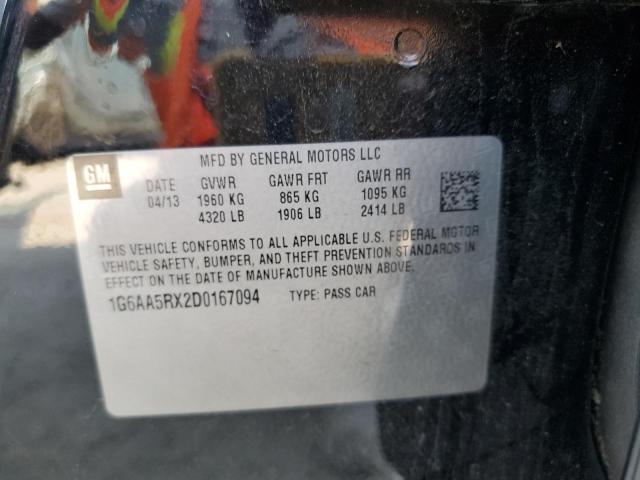 GM
MFD BY GENERAL MOTORS LLC
DATE GVWR GAWR FRT GAWR RR
04/13 1960 KG 865 KG 1095 KG
4320 LB 1906 LB 2414 LB
THIS VEHICLE CONFORMS TO ALL APPLICABLE U.S. FEDERAL MOTOR
VEHICLE SAFETY, BUMPER, AND THEFT PREVENTION STANDARDS IN
EFFECT ON THE DATE OF MANUFACTURE SHOWN ABOVE.
1G6AA5RX2D0167094 TYPE: PASS CAR